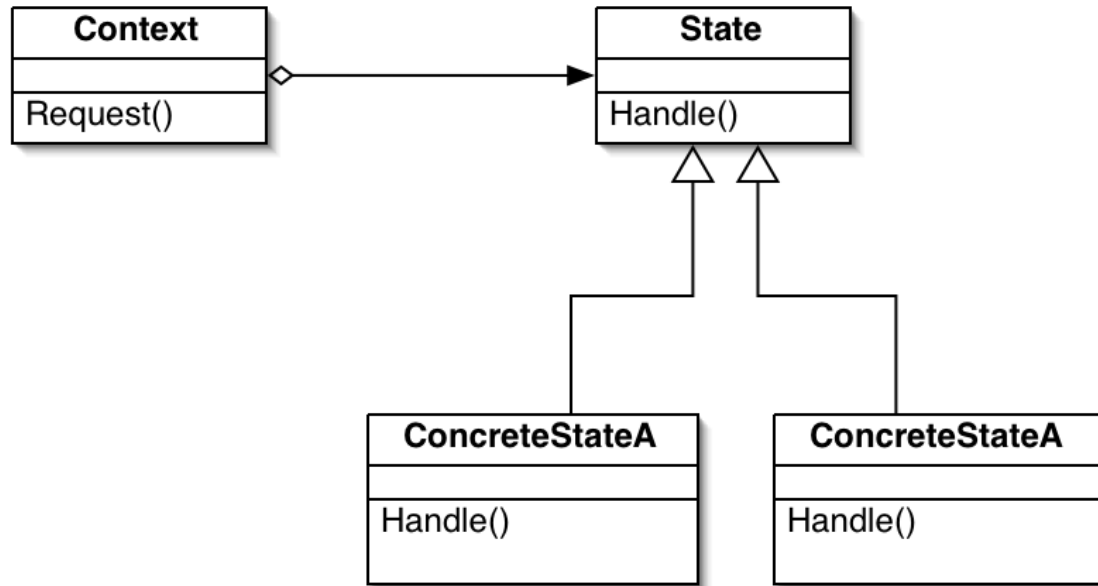 Context
State
Request()
Handle()
ConcreteStateA
ConcreteStateA
Handle()
Handle()